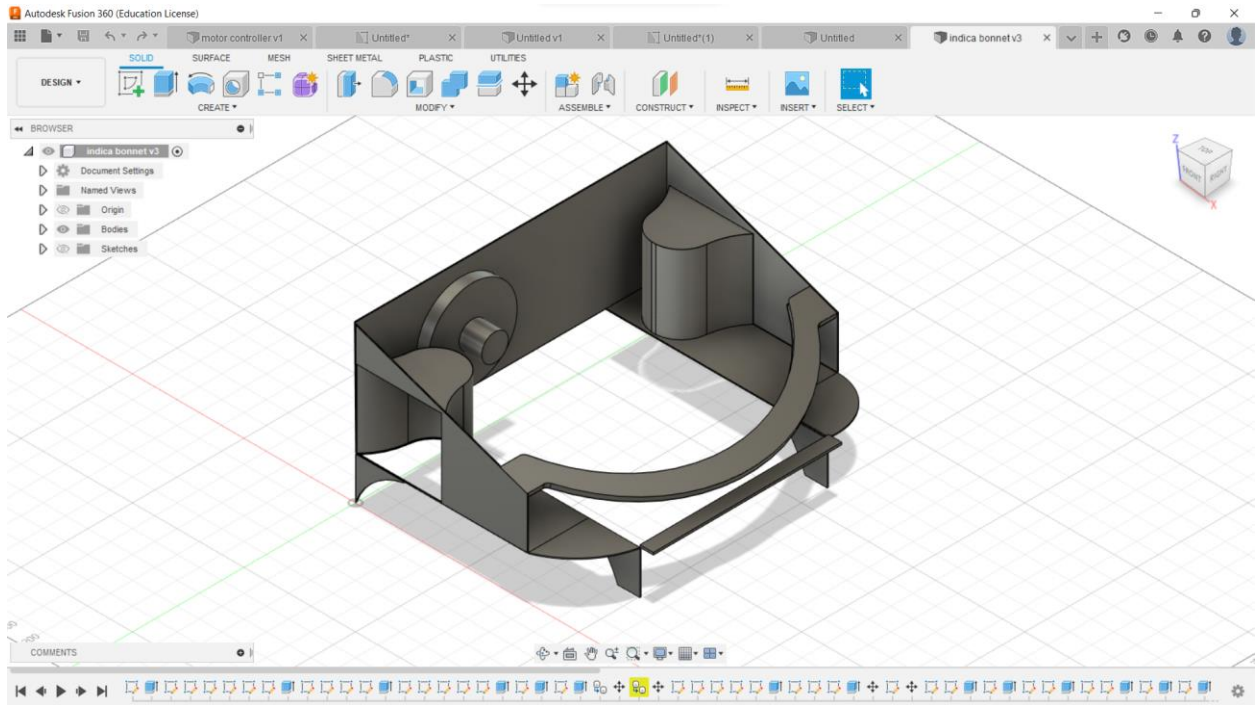 Autodesk Fusion 360 (Education License)
motor controller v1 Untitled* Untitled v1 Untitled*(1) Untitled indica bonnet v3
SOLID SURFACE MESH SHEET METAL PLASTIC UTILITIES
DESIGN
CREATE MODIFY ASSEMBLE CONSTRUCT INSPECT INSERT SELECT
BROWSER
indica bonnet v3
Document Settings
Named Views
Origin
Bodies
Sketches
Z
TOP
FRONT RIGHT
X
COMMENTS